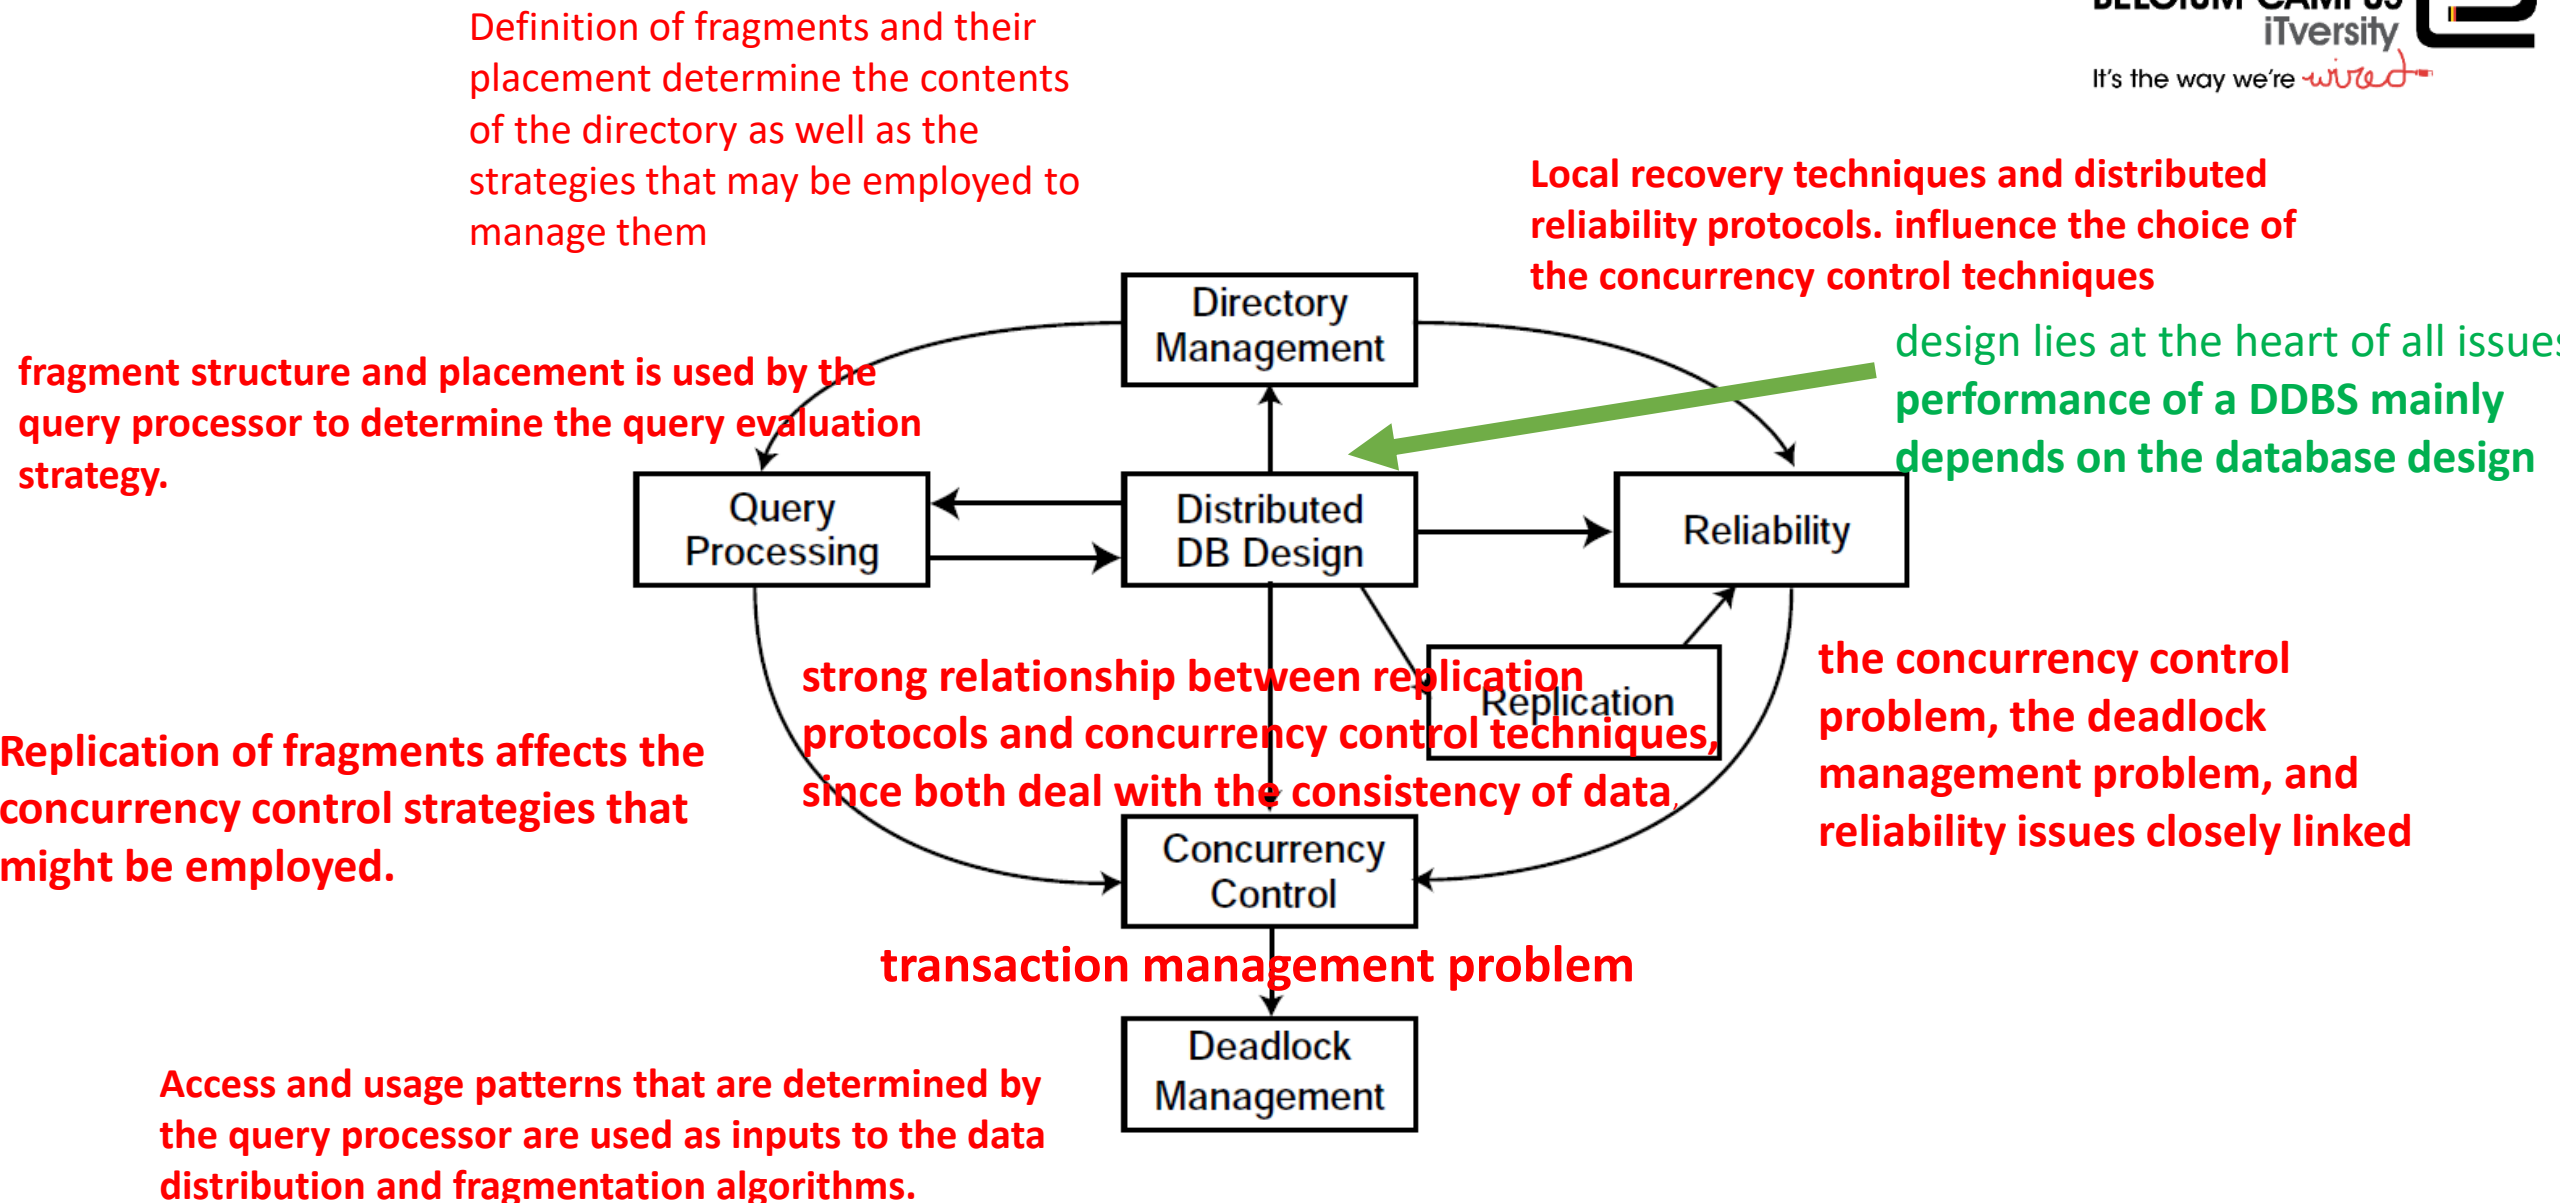 BELGIUM CAMPUS
iTversity
It's the way we're wired
Definition of fragments and their
placement determine the contents
of the directory as well as the
strategies that may be employed to
manage them
Local recovery techniques and distributed
reliability protocols. influence the choice of
the concurrency control techniques
design lies at the heart of all issues
performance of a DDBS mainly
depends on the database design
fragment structure and placement is used by the
query processor to determine the query evaluation
strategy.
Directory
Management
Query
Processing
Distributed
DB Design
Reliability
Replication
strong relationship between replication
protocols and concurrency control techniques,
since both deal with the consistency of data,
the concurrency control
problem, the deadlock
management problem, and
reliability issues closely linked
Replication of fragments affects the
concurrency control strategies that
might be employed.
Concurrency
Control
transaction management problem
Deadlock
Management
Access and usage patterns that are determined by
the query processor are used as inputs to the data
distribution and fragmentation algorithms.